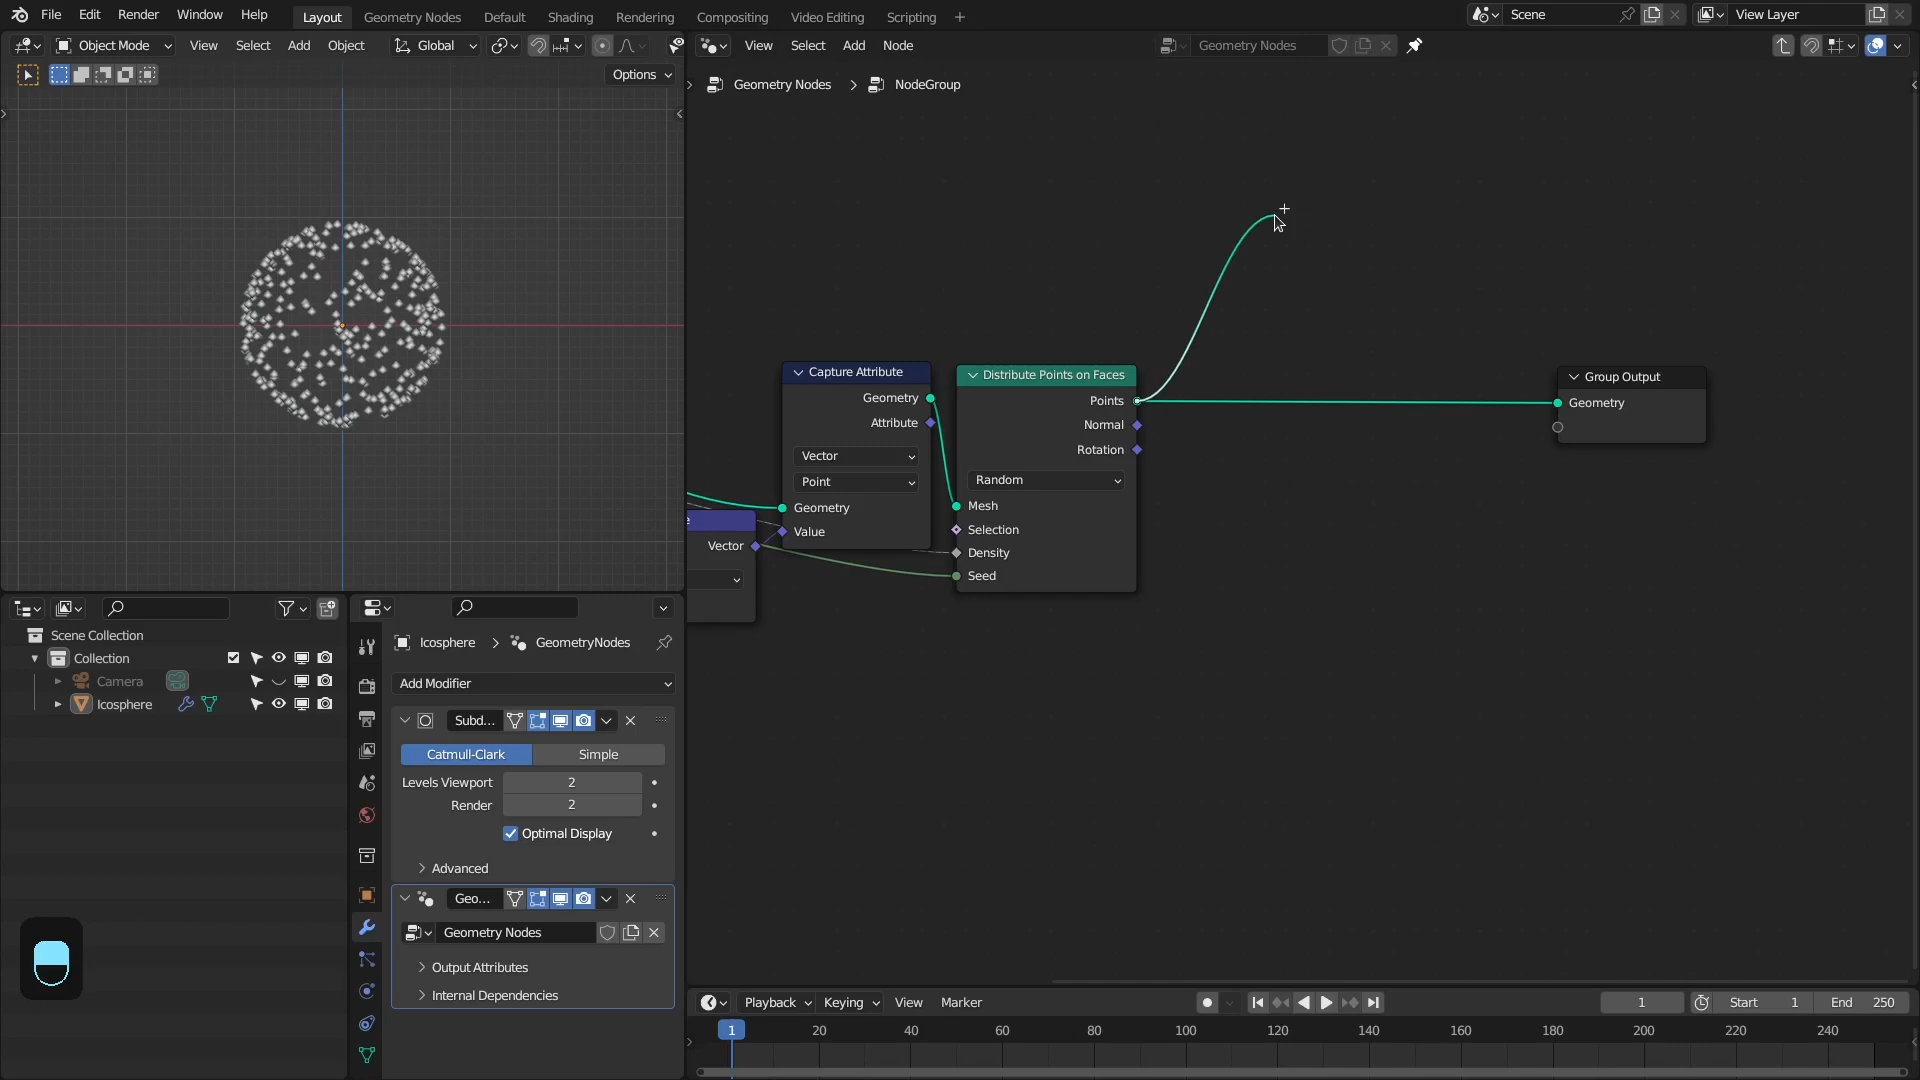 File Edit Render Window Help Layout Geometry Nodes Default Shading Rendering Compositing Video Editing Scripting + Scene View Layer
Object Mode View Select Add Object Global
Options
View Select Add Node Geometry Nodes
Geometry Nodes > NodeGroup
Capture Attribute
Geometry
Attribute
Vector
Point
Geometry
Value
Distribute Points on Faces
Points
Normal
Rotation
Random
Mesh
Selection
Density
Seed
Group Output
Geometry
e
Vector
Scene Collection
Collection
Camera
Icosphere
Icosphere > GeometryNodes
Add Modifier
Subd...
Catmull-Clark Simple
Levels Viewport 2
Render 2
Optimal Display
Advanced
Geo...
Geometry Nodes
Output Attributes
Internal Dependencies
Playback Keying View Marker 1 Start 1 End 250
1 20 40 60 80 100 120 140 160 180 200 220 240